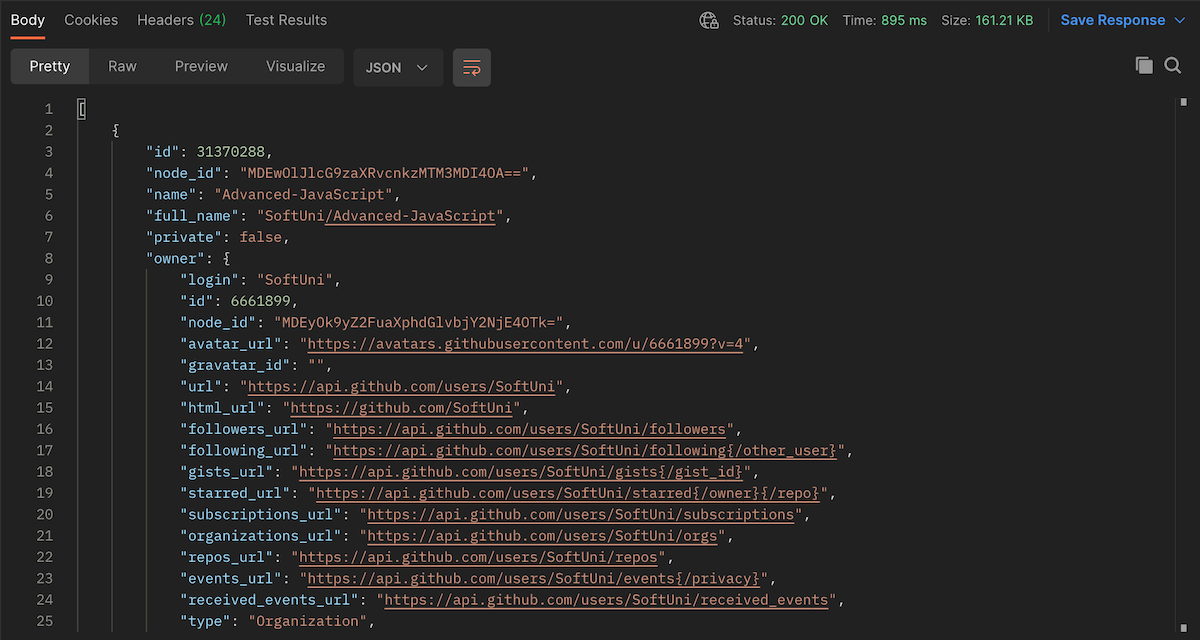 Body Cookies Headers (24) Test Results Status: 200 OK Time: 895 ms Size: 161.21 KB Save Response
Pretty Raw Preview Visualize JSON
1 [
2 {
3 "id": 31370288,
4 "node_id": "MDEwOlJlcG9zaXRvcnkzMTM3MDI4OA==",
5 "name": "Advanced-JavaScript",
6 "full_name": "SoftUni/Advanced-JavaScript",
7 "private": false,
8 "owner": {
9 "login": "SoftUni",
10 "id": 6661899,
11 "node_id": "MDEyOk9yZ2FuaXphdGlvbjY2NjE4OTk=",
12 "avatar_url": "https://avatars.githubusercontent.com/u/6661899?v=4",
13 "gravatar_id": "",
14 "url": "https://api.github.com/users/SoftUni",
15 "html_url": "https://github.com/SoftUni",
16 "followers_url": "https://api.github.com/users/SoftUni/followers",
17 "following_url": "https://api.github.com/users/SoftUni/following{/other_user}",
18 "gists_url": "https://api.github.com/users/SoftUni/gists{/gist_id}",
19 "starred_url": "https://api.github.com/users/SoftUni/starred{/owner}{/repo}",
20 "subscriptions_url": "https://api.github.com/users/SoftUni/subscriptions",
21 "organizations_url": "https://api.github.com/users/SoftUni/orgs",
22 "repos_url": "https://api.github.com/users/SoftUni/repos",
23 "events_url": "https://api.github.com/users/SoftUni/events{/privacy}",
24 "received_events_url": "https://api.github.com/users/SoftUni/received_events",
25 "type": "Organization",